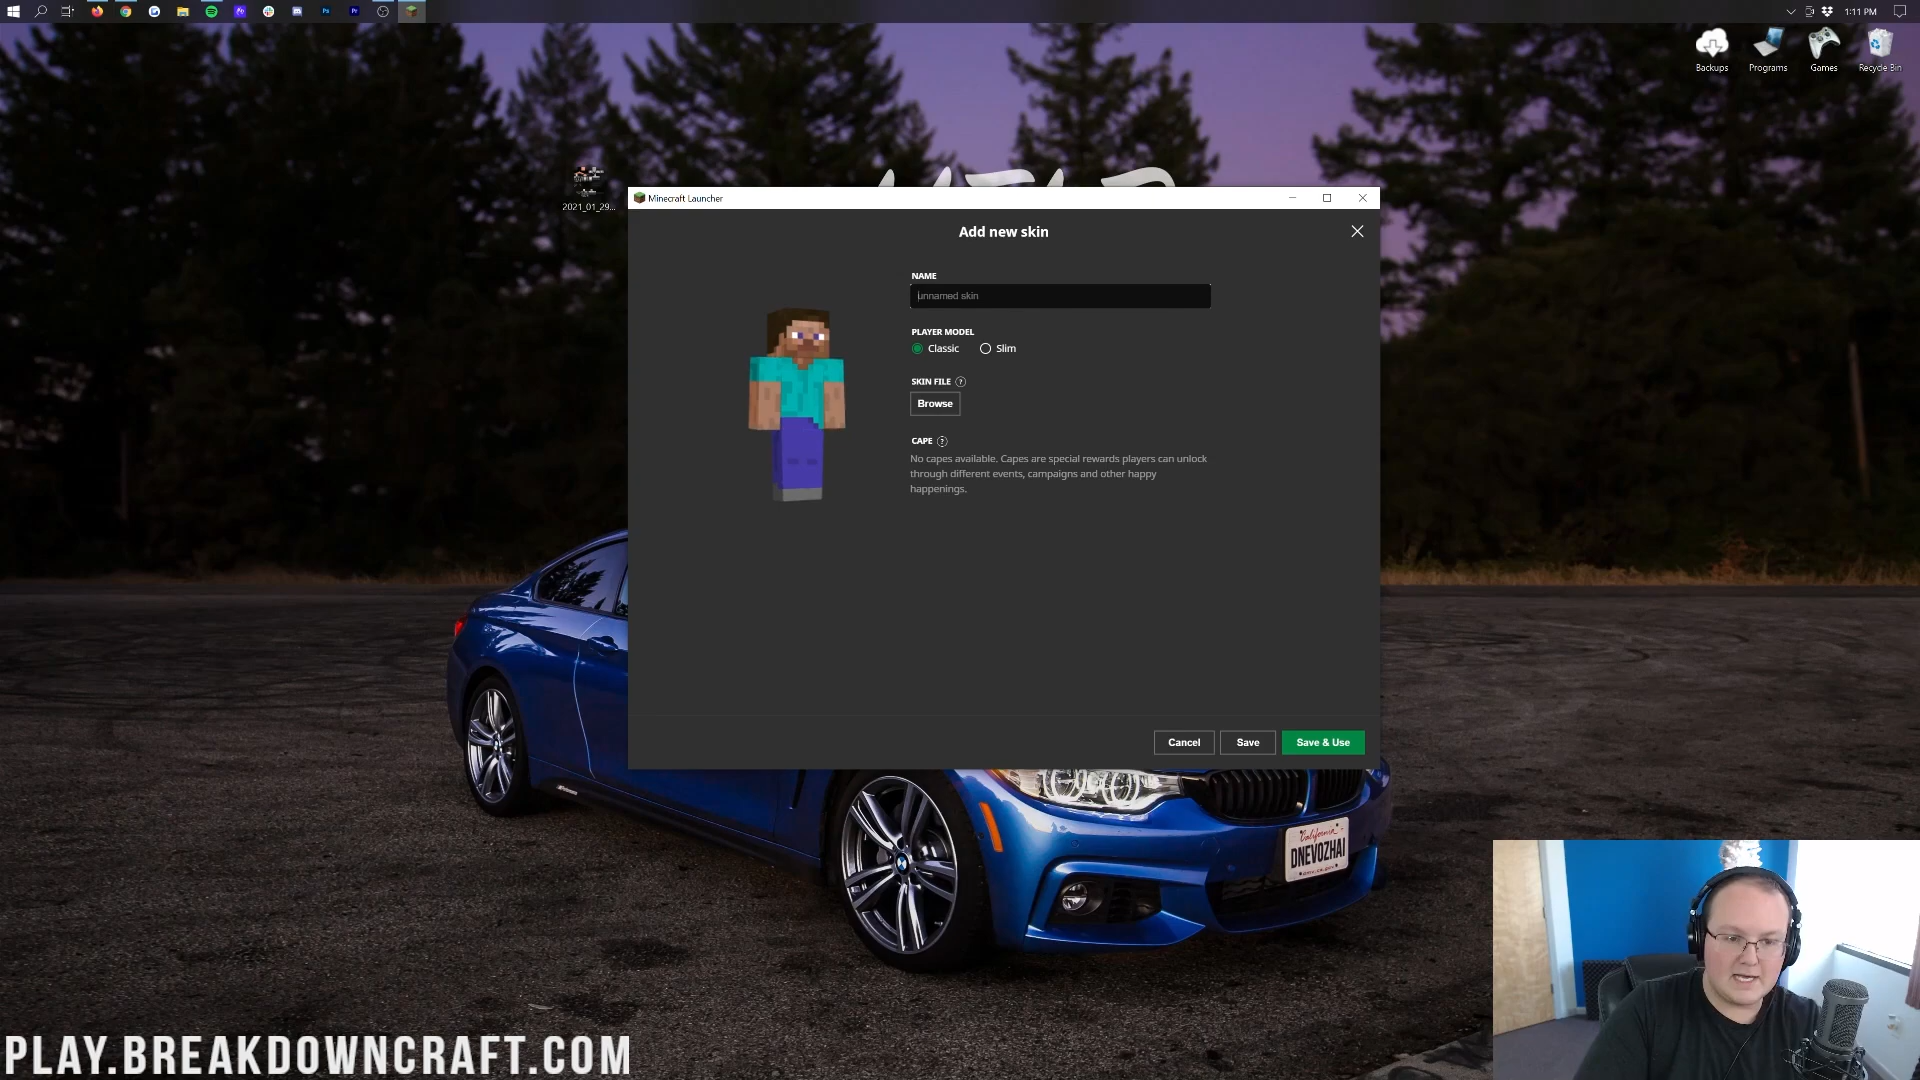 1:11 PM
Backups
Programs
Games
Recycle Bin
2021_01_29...
Minecraft Launcher
Add new skin
NAME
unnamed skin
PLAYER MODEL
Classic
Slim
SKIN FILE ?
Browse
CAPE ?
No capes available. Capes are special rewards players can unlock
through different events, campaigns and other happy
happenings.
Cancel
Save
Save & Use
California
DNEVOZHAI
PLAY.BREAKDOWNCRAFT.COM